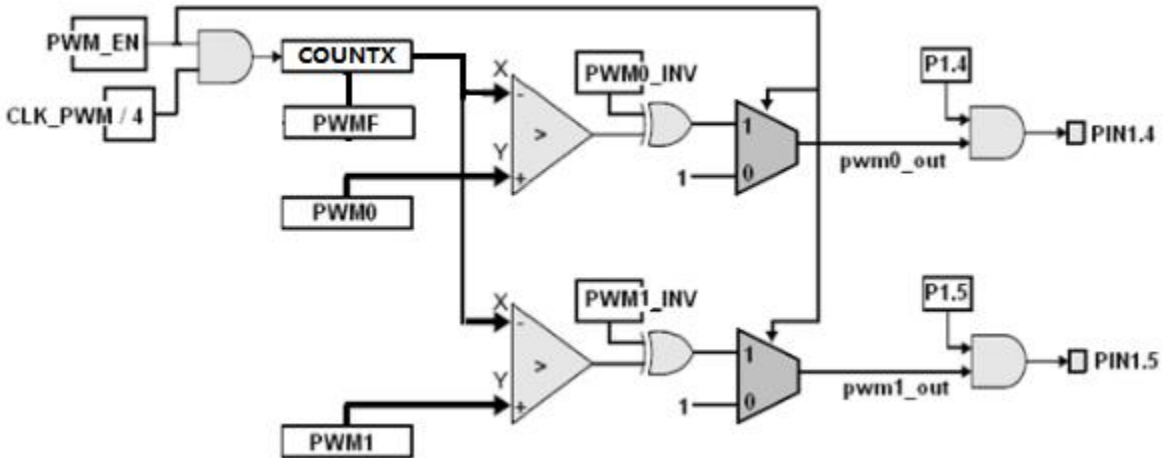 PWM_EN
COUNTX
CLK_PWM / 4
PWMF
X
-
>
Y
+
PWM0
PWM0_INV
1
0
1
pwm0_out
P1.4
PIN1.4
X
-
>
Y
+
PWM1
PWM1_INV
1
0
1
pwm1_out
P1.5
PIN1.5